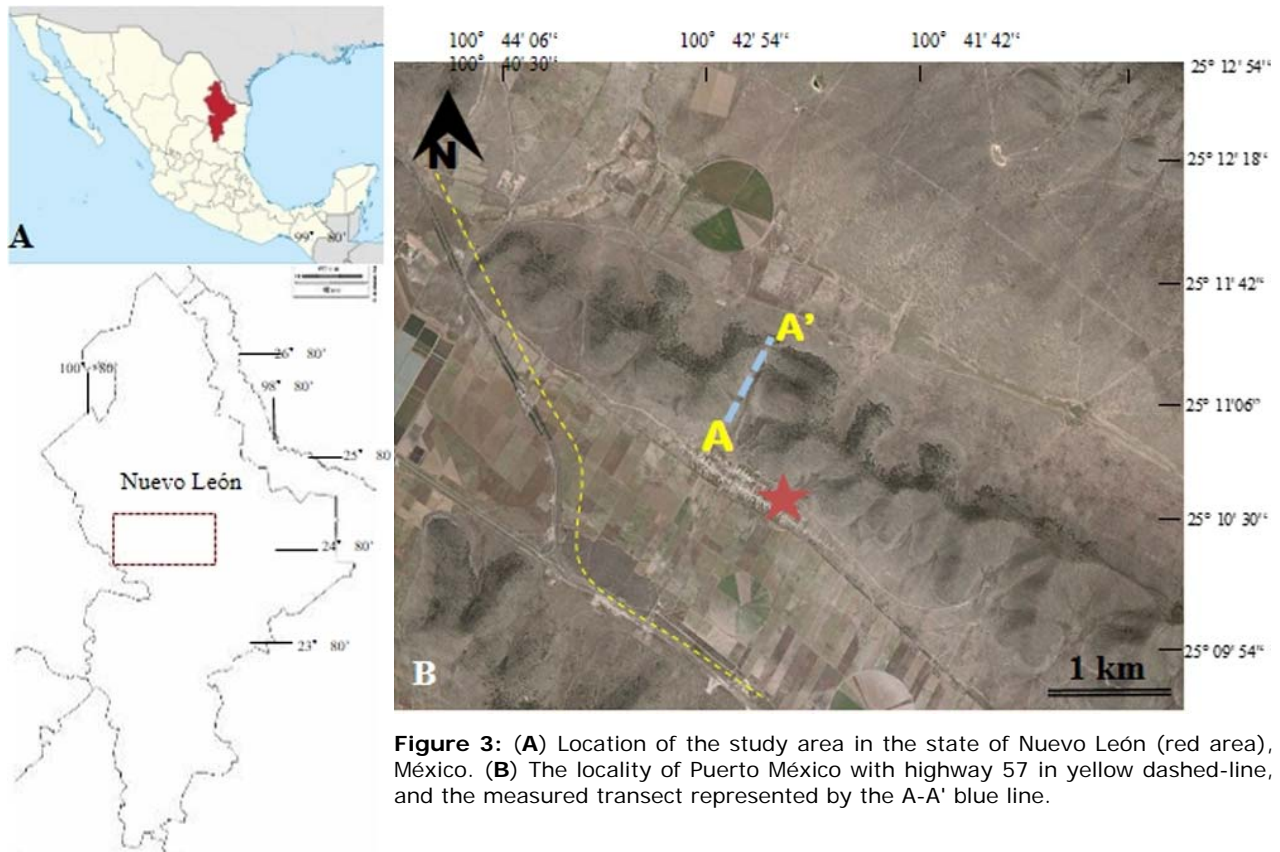 100° 44' 06" 100° 42' 54" 100° 41' 42"
100° 40' 30"
25° 12' 54"
25° 12' 18"
25° 11' 42"
25° 11'06"
25° 10' 30"
25° 09' 54"
N
A'
A
B
1 km
A
99° 80'
100° 80'
26° 80'
98° 80'
25° 80
Nuevo León
24° 80'
23° 80'
Figure 3: (A) Location of the study area in the state of Nuevo León (red area),
México. (B) The locality of Puerto México with highway 57 in yellow dashed-line,
and the measured transect represented by the A-A' blue line.